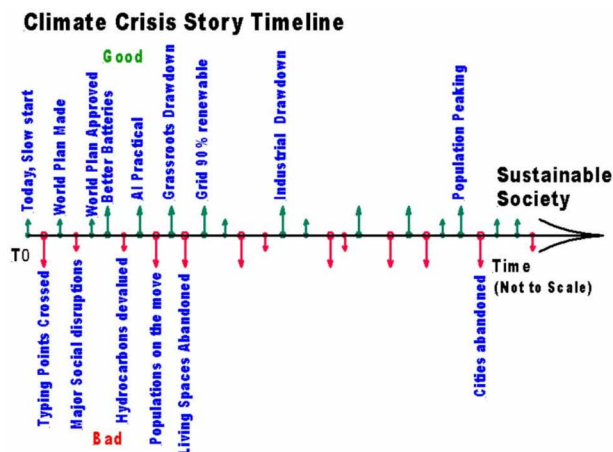 Climate Crisis Story Timeline
Good
Today, Slow start
World Plan Made
World Plan Approved
Better Batteries
AI Practical
Grassroots Drawdown
Grid 90% renewable
Industrial Drawdown
Population Peaking
Sustainable
Society
T0
Time
(Not to Scale)
Typing Points Crossed
Major Social disruptions
Hydrocarbons devalued
Populations on the move
Living Spaces Abandoned
Cities abandoned
Bad